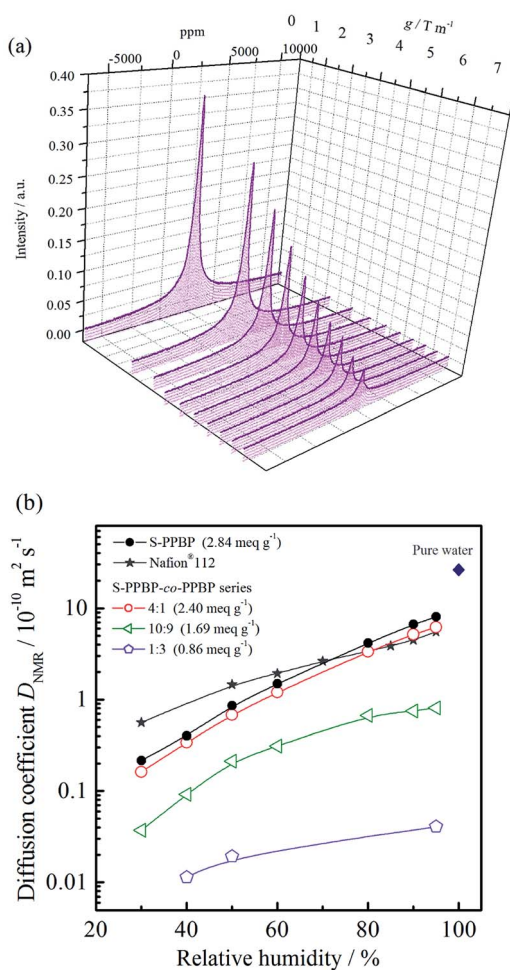 (a)
ppm
-5000
0
5000
10000
0
1
2
3
4
5
6
7
g / T m⁻¹
0.40
0.35
0.30
0.25
0.20
0.15
0.10
0.05
0.00
Intensity / a.u.
(b)
S-PPBP (2.84 meq g⁻¹)
Nafion®112
S-PPBP-co-PPBP series
4:1 (2.40 meq g⁻¹)
10:9 (1.69 meq g⁻¹)
1:3 (0.86 meq g⁻¹)
Pure water
10
1
0.1
0.01
Diffusion coefficient D_NMR / 10⁻¹⁰ m² s⁻¹
20
40
60
80
100
Relative humidity / %